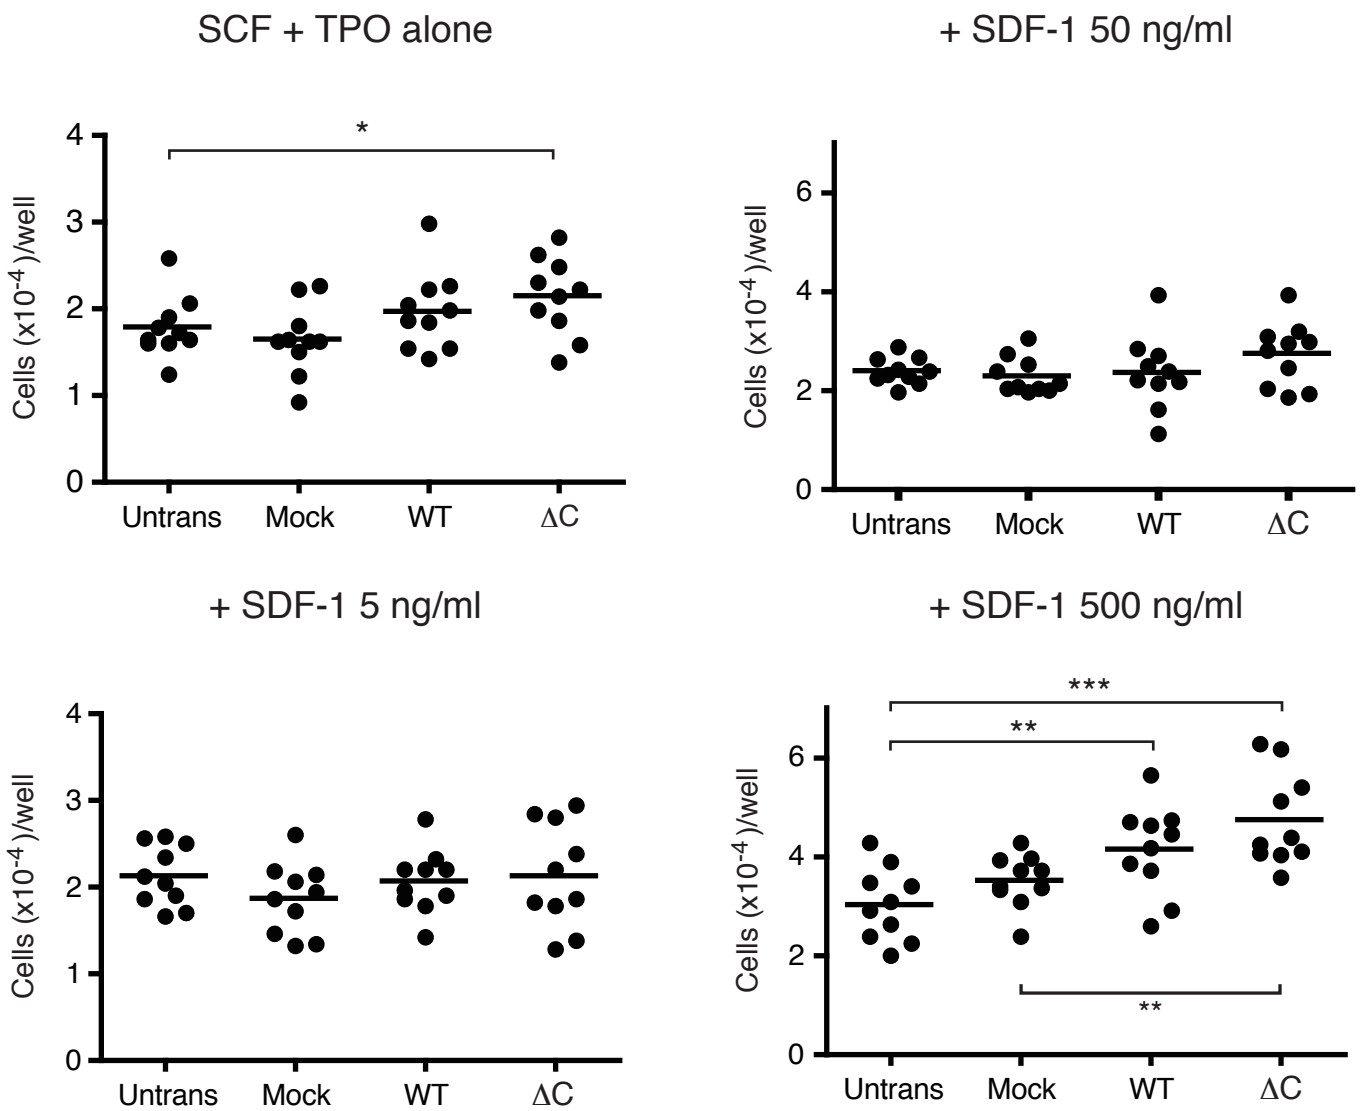 SCF + TPO alone
*
4
3
2
1
0
Cells (x10-4)/well
Untrans Mock WT ΔC
+ SDF-1 50 ng/ml
6
4
2
0
Cells (x10-4)/well
Untrans Mock WT ΔC
+ SDF-1 5 ng/ml
4
3
2
1
0
Cells (x10-4)/well
Untrans Mock WT ΔC
+ SDF-1 500 ng/ml
***
**
6
4
2
0
Cells (x10-4)/well
**
Untrans Mock WT ΔC